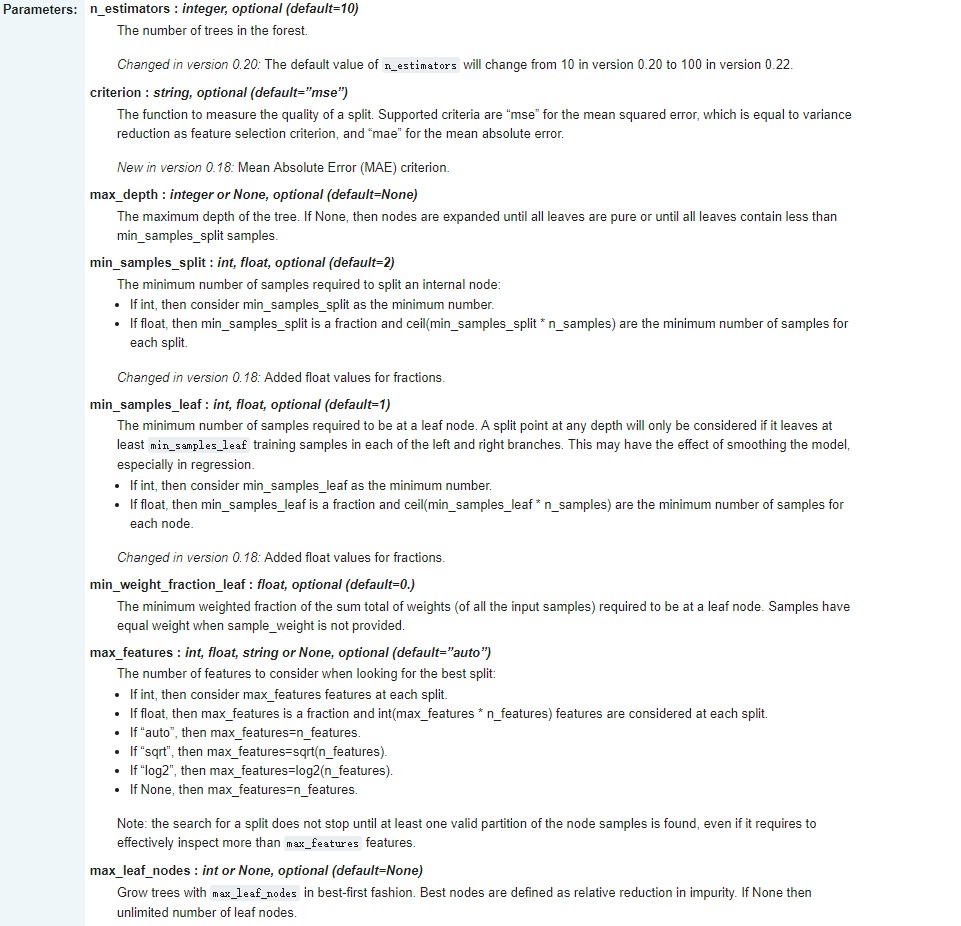 Parameters: n_estimators : integer, optional (default=10)
The number of trees in the forest.
Changed in version 0.20: The default value of n_estimators will change from 10 in version 0.20 to 100 in version 0.22.
criterion : string, optional (default=”mse”)
The function to measure the quality of a split. Supported criteria are “mse” for the mean squared error, which is equal to variance
reduction as feature selection criterion, and “mae” for the mean absolute error.
New in version 0.18: Mean Absolute Error (MAE) criterion.
max_depth : integer or None, optional (default=None)
The maximum depth of the tree. If None, then nodes are expanded until all leaves are pure or until all leaves contain less than
min_samples_split samples.
min_samples_split : int, float, optional (default=2)
The minimum number of samples required to split an internal node:
• If int, then consider min_samples_split as the minimum number.
• If float, then min_samples_split is a fraction and ceil(min_samples_split * n_samples) are the minimum number of samples for
each split.
Changed in version 0.18: Added float values for fractions.
min_samples_leaf : int, float, optional (default=1)
The minimum number of samples required to be at a leaf node. A split point at any depth will only be considered if it leaves at
least min_samples_leaf training samples in each of the left and right branches. This may have the effect of smoothing the model,
especially in regression.
• If int, then consider min_samples_leaf as the minimum number.
• If float, then min_samples_leaf is a fraction and ceil(min_samples_leaf * n_samples) are the minimum number of samples for
each node.
Changed in version 0.18: Added float values for fractions.
min_weight_fraction_leaf : float, optional (default=0.)
The minimum weighted fraction of the sum total of weights (of all the input samples) required to be at a leaf node. Samples have
equal weight when sample_weight is not provided.
max_features : int, float, string or None, optional (default=”auto”)
The number of features to consider when looking for the best split:
• If int, then consider max_features features at each split.
• If float, then max_features is a fraction and int(max_features * n_features) features are considered at each split.
• If “auto”, then max_features=n_features.
• If “sqrt”, then max_features=sqrt(n_features).
• If “log2”, then max_features=log2(n_features).
• If None, then max_features=n_features.
Note: the search for a split does not stop until at least one valid partition of the node samples is found, even if it requires to
effectively inspect more than max_features features.
max_leaf_nodes : int or None, optional (default=None)
Grow trees with max_leaf_nodes in best-first fashion. Best nodes are defined as relative reduction in impurity. If None then
unlimited number of leaf nodes.